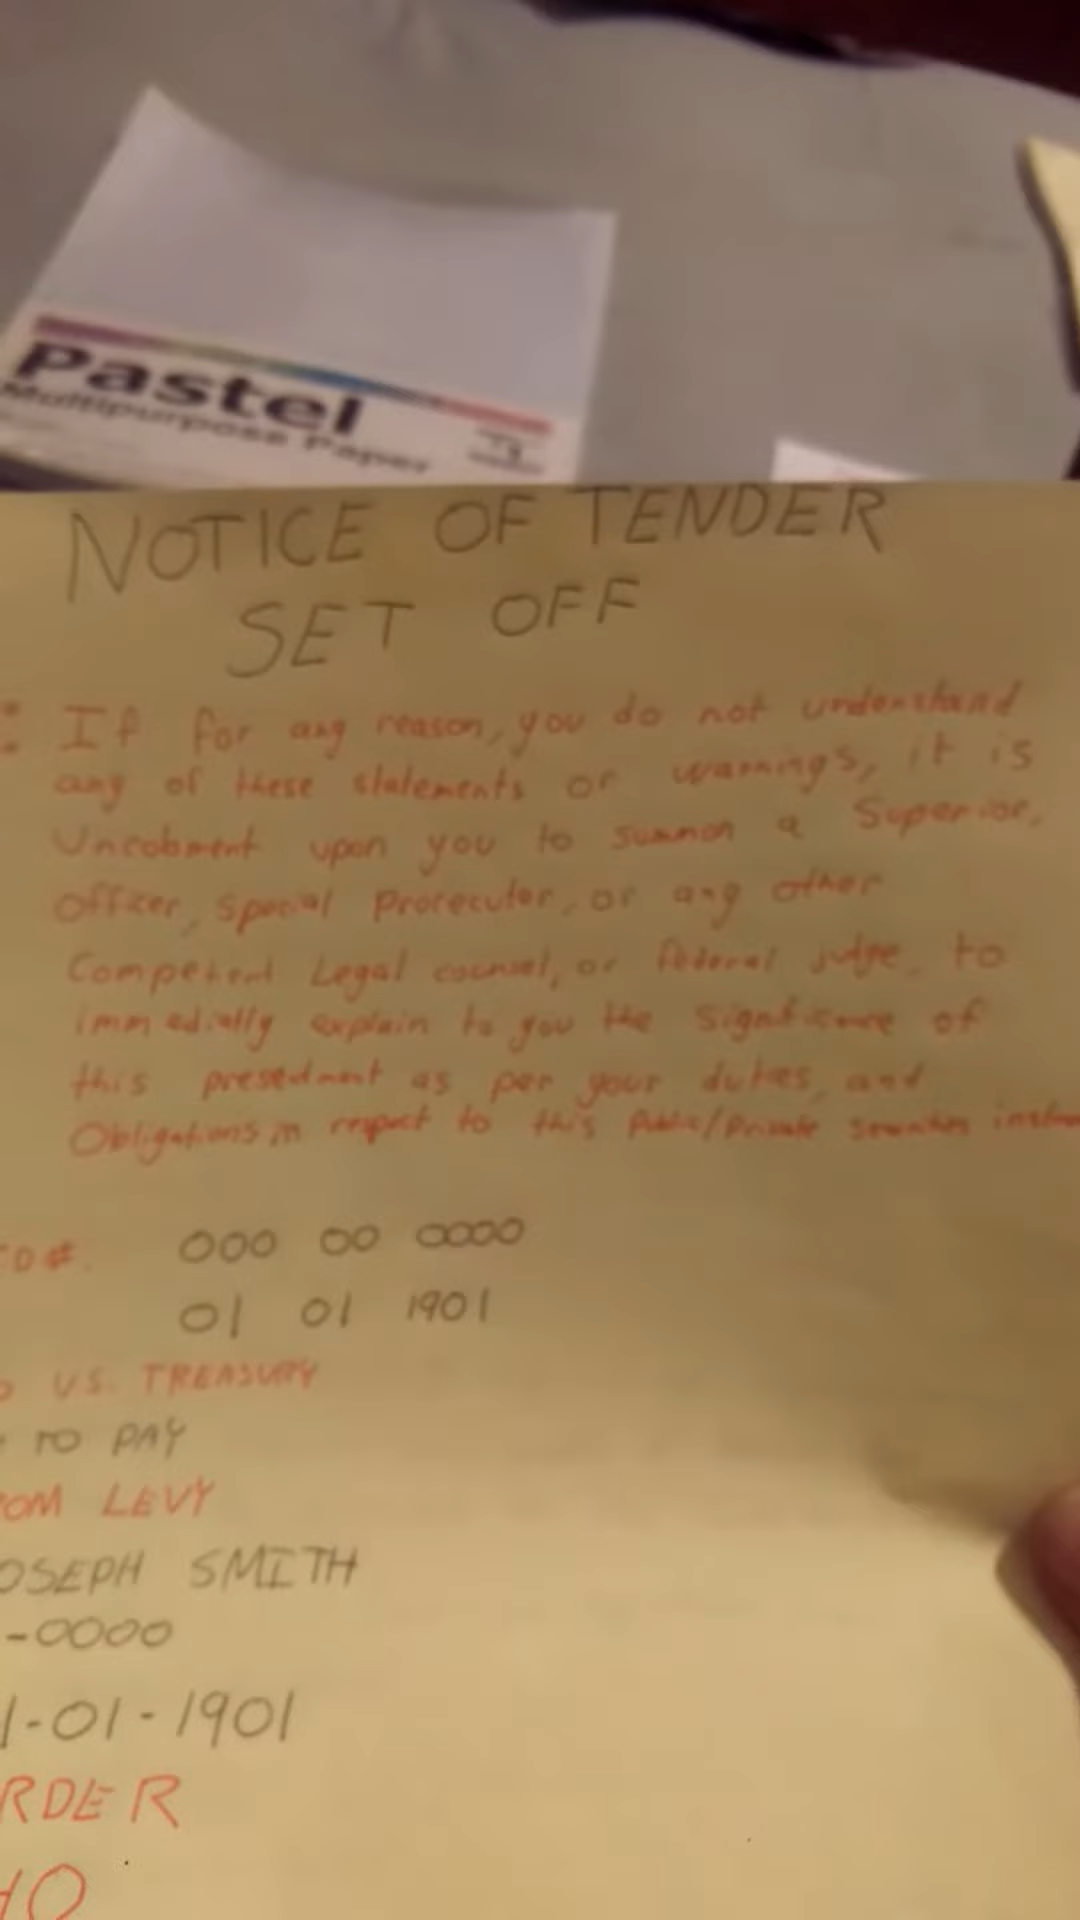 Pastel
Multipurpose Paper
NOTICE OF TENDER
SET OFF
: If for any reason, you do not understand
any of these statements or warnings, it is
Uncobment upon you to summon a Superior,
officer, special Prorecutor, or any other
Competent Legal counsel, or federal judge, to
immedially explain to you the significance of
this presedment as per your duties, and
Obligations in repect to this Public/Private
ID#. 000 00 0000
01 01 1901
U.S. TREASURY
TO PAY
OM LEVY
OSEPH SMITH
-0000
1-01-1901
RDER